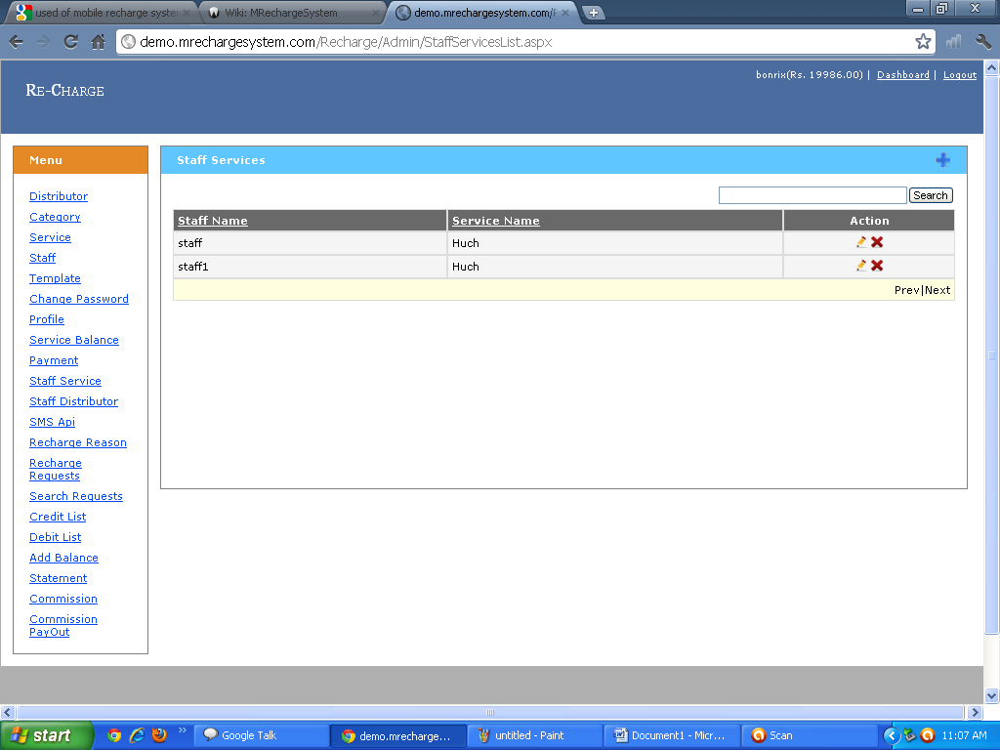 used of mobile recharge syste
Wiki: MRechargeSystem
demo.mrechargesystem.com/F
demo.mrechargesystem.com/Recharge/Admin/StaffServicesList.aspx
bonrix(Rs. 19986.00) | Dashboard | Logout
RE-CHARGE
Menu
Distributor
Category
Service
Staff
Template
Change Password
Profile
Service Balance
Payment
Staff Service
Staff Distributor
SMS Api
Recharge Reason
Recharge
Requests
Search Requests
Credit List
Debit List
Add Balance
Statement
Commission
Commission
PayOut
Staff Services
Search
Staff Name Service Name Action
staff Huch
staff1 Huch
Prev|Next
start
Google Talk
demo.mrecharge...
untitled - Paint
Document1 - Micr...
Scan
11:07 AM